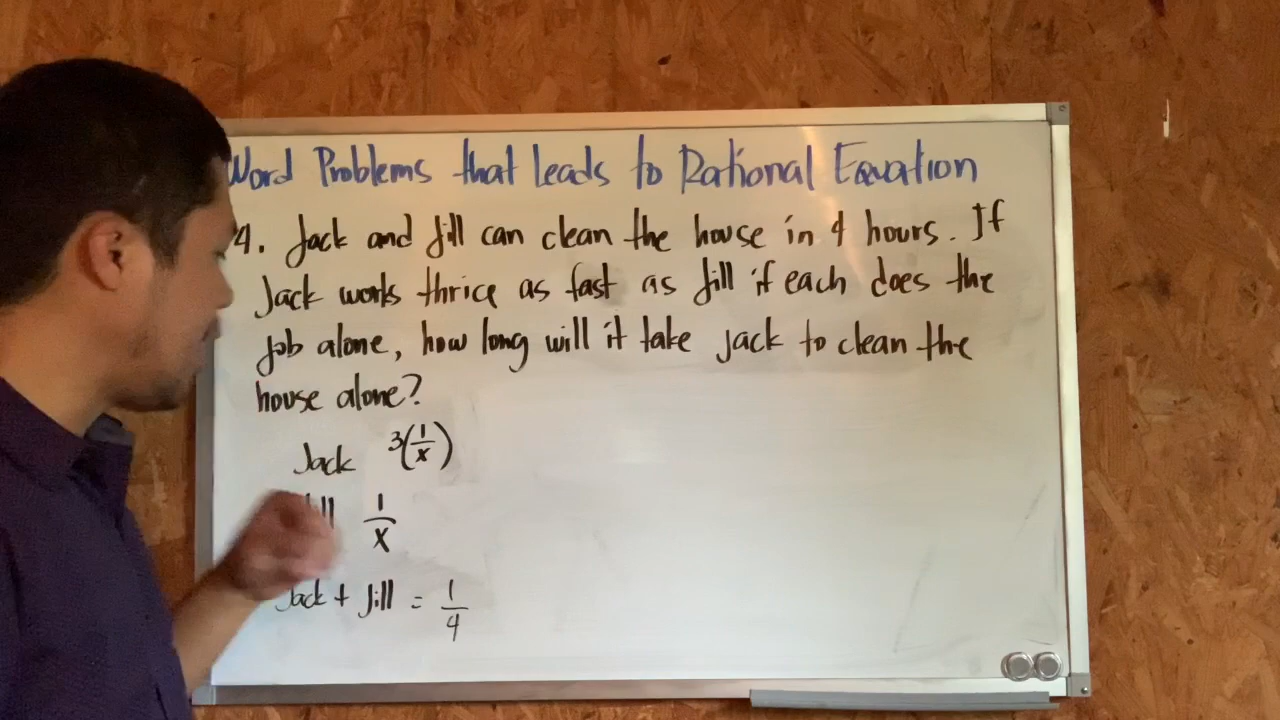 Word Problems that leads to Rational Equation
4. Jack and Jill can clean the house in 4 hours. If
Jack works thrice as fast as Jill if each does the
job alone, how long will it take Jack to clean the
house alone?
Jack 3(1/x)
1/x
Jack + Jill = 1/4